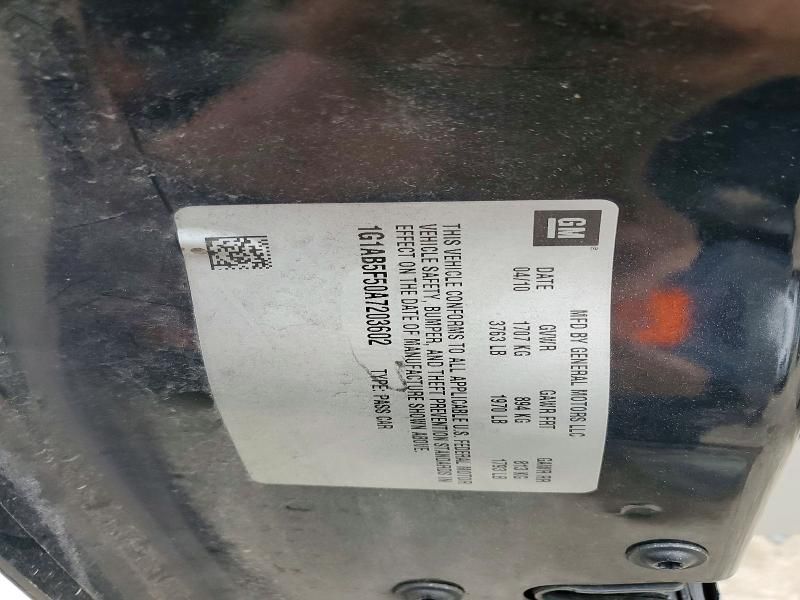 GM
MFD BY GENERAL MOTORS LLC
DATE GVWR GAWR FRT GAWR RR
04/10 1707 KG 894 KG 813 KG
3763 LB 1970 LB 1793 LB
THIS VEHICLE CONFORMS TO ALL APPLICABLE U.S. FEDERAL MOTOR
VEHICLE SAFETY, BUMPER, AND THEFT PREVENTION STANDARDS IN
EFFECT ON THE DATE OF MANUFACTURE SHOWN ABOVE.
1G1AB5F50A7203602 TYPE: PASS CAR